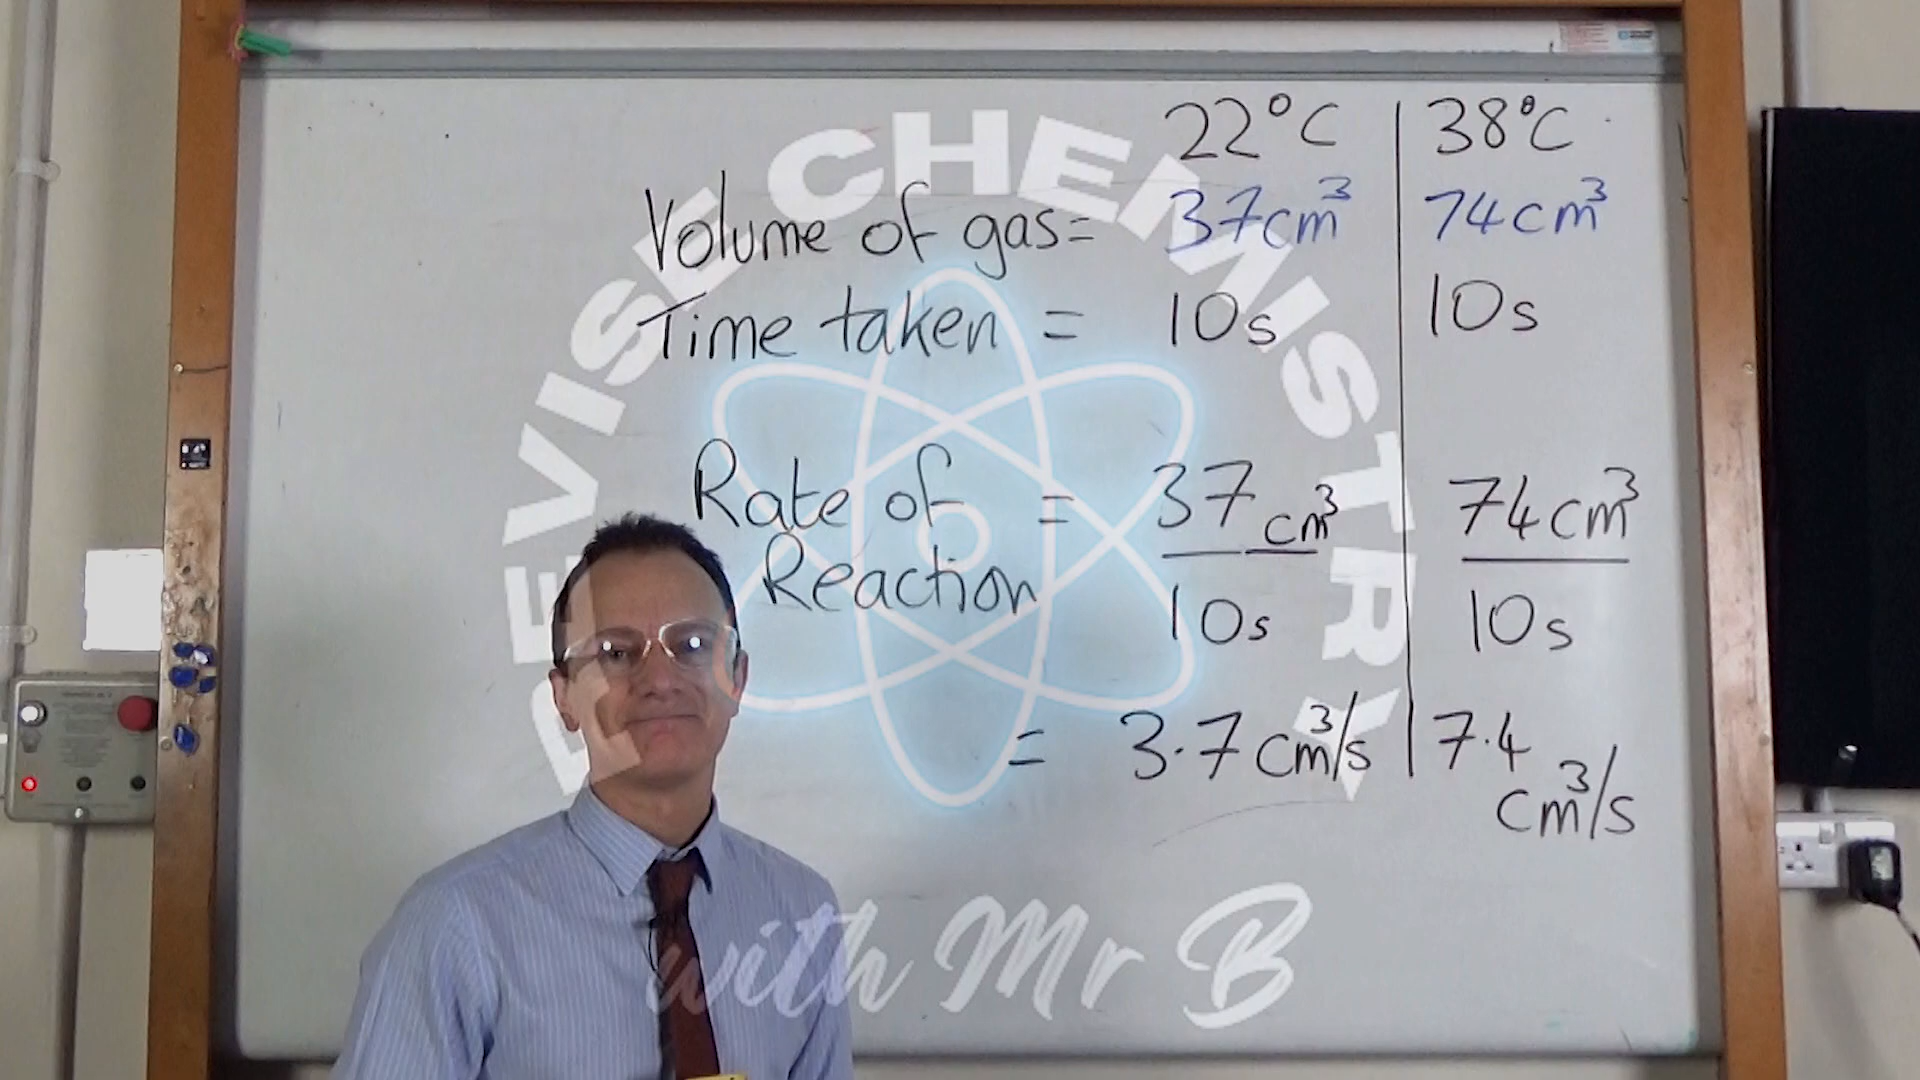 REVISE CHEMISTRY
22°C | 38°C
Volume of gas = 37cm³ 74cm³
Time taken = 10s 10s
Rate of Reaction = 37 cm³ 74cm³
10s 10s
= 3.7 cm³/s 7.4 cm³/s
with Mr B